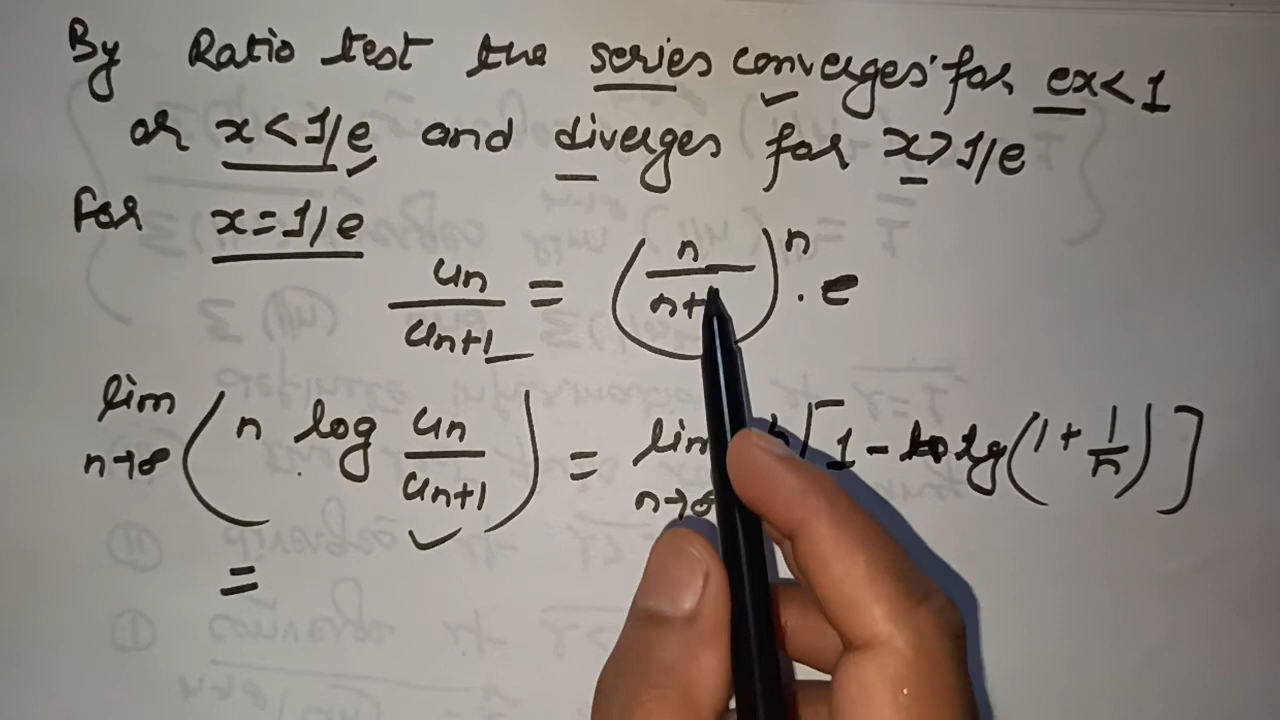 By Ratio test the series converges for ex<1
or x<1/e and diverges for x>1/e
For x=1/e
un/un+1 = (n/n+)^n . e
lim n→∞ (n log un/un+1) = lim n→∞ [1 - log(1+1/n)]
=